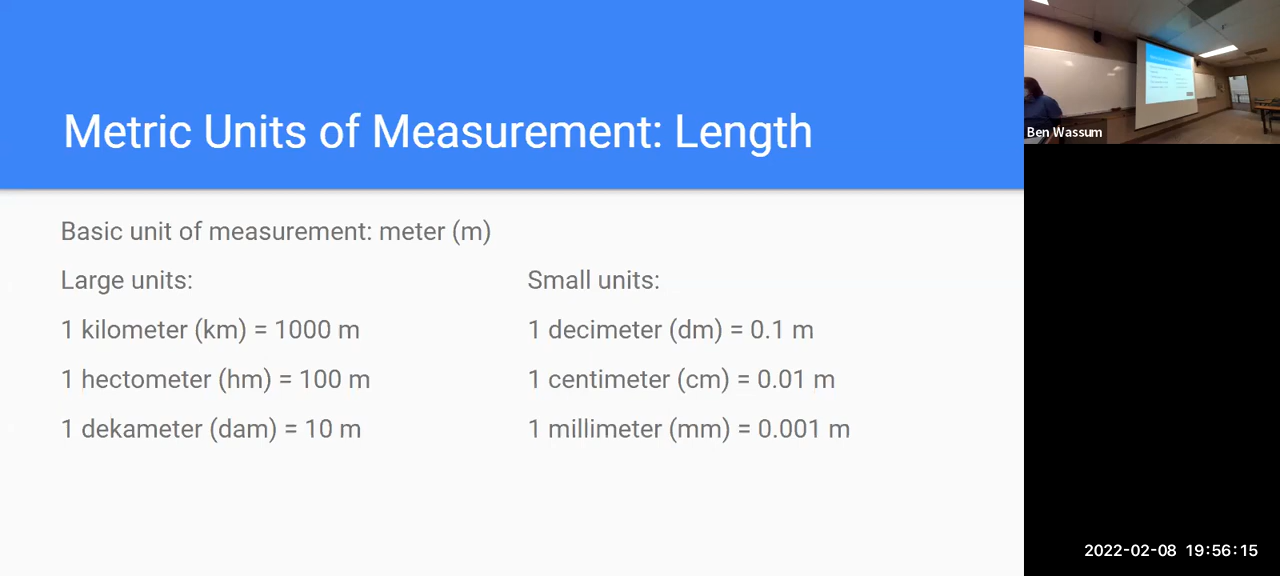 Metric Units of Measurement: Length
Basic unit of measurement: meter (m)
Large units:
1 kilometer (km) = 1000 m
1 hectometer (hm) = 100 m
1 dekameter (dam) = 10 m
Small units:
1 decimeter (dm) = 0.1 m
1 centimeter (cm) = 0.01 m
1 millimeter (mm) = 0.001 m
Ben Wassum
2022-02-08 19:56:15